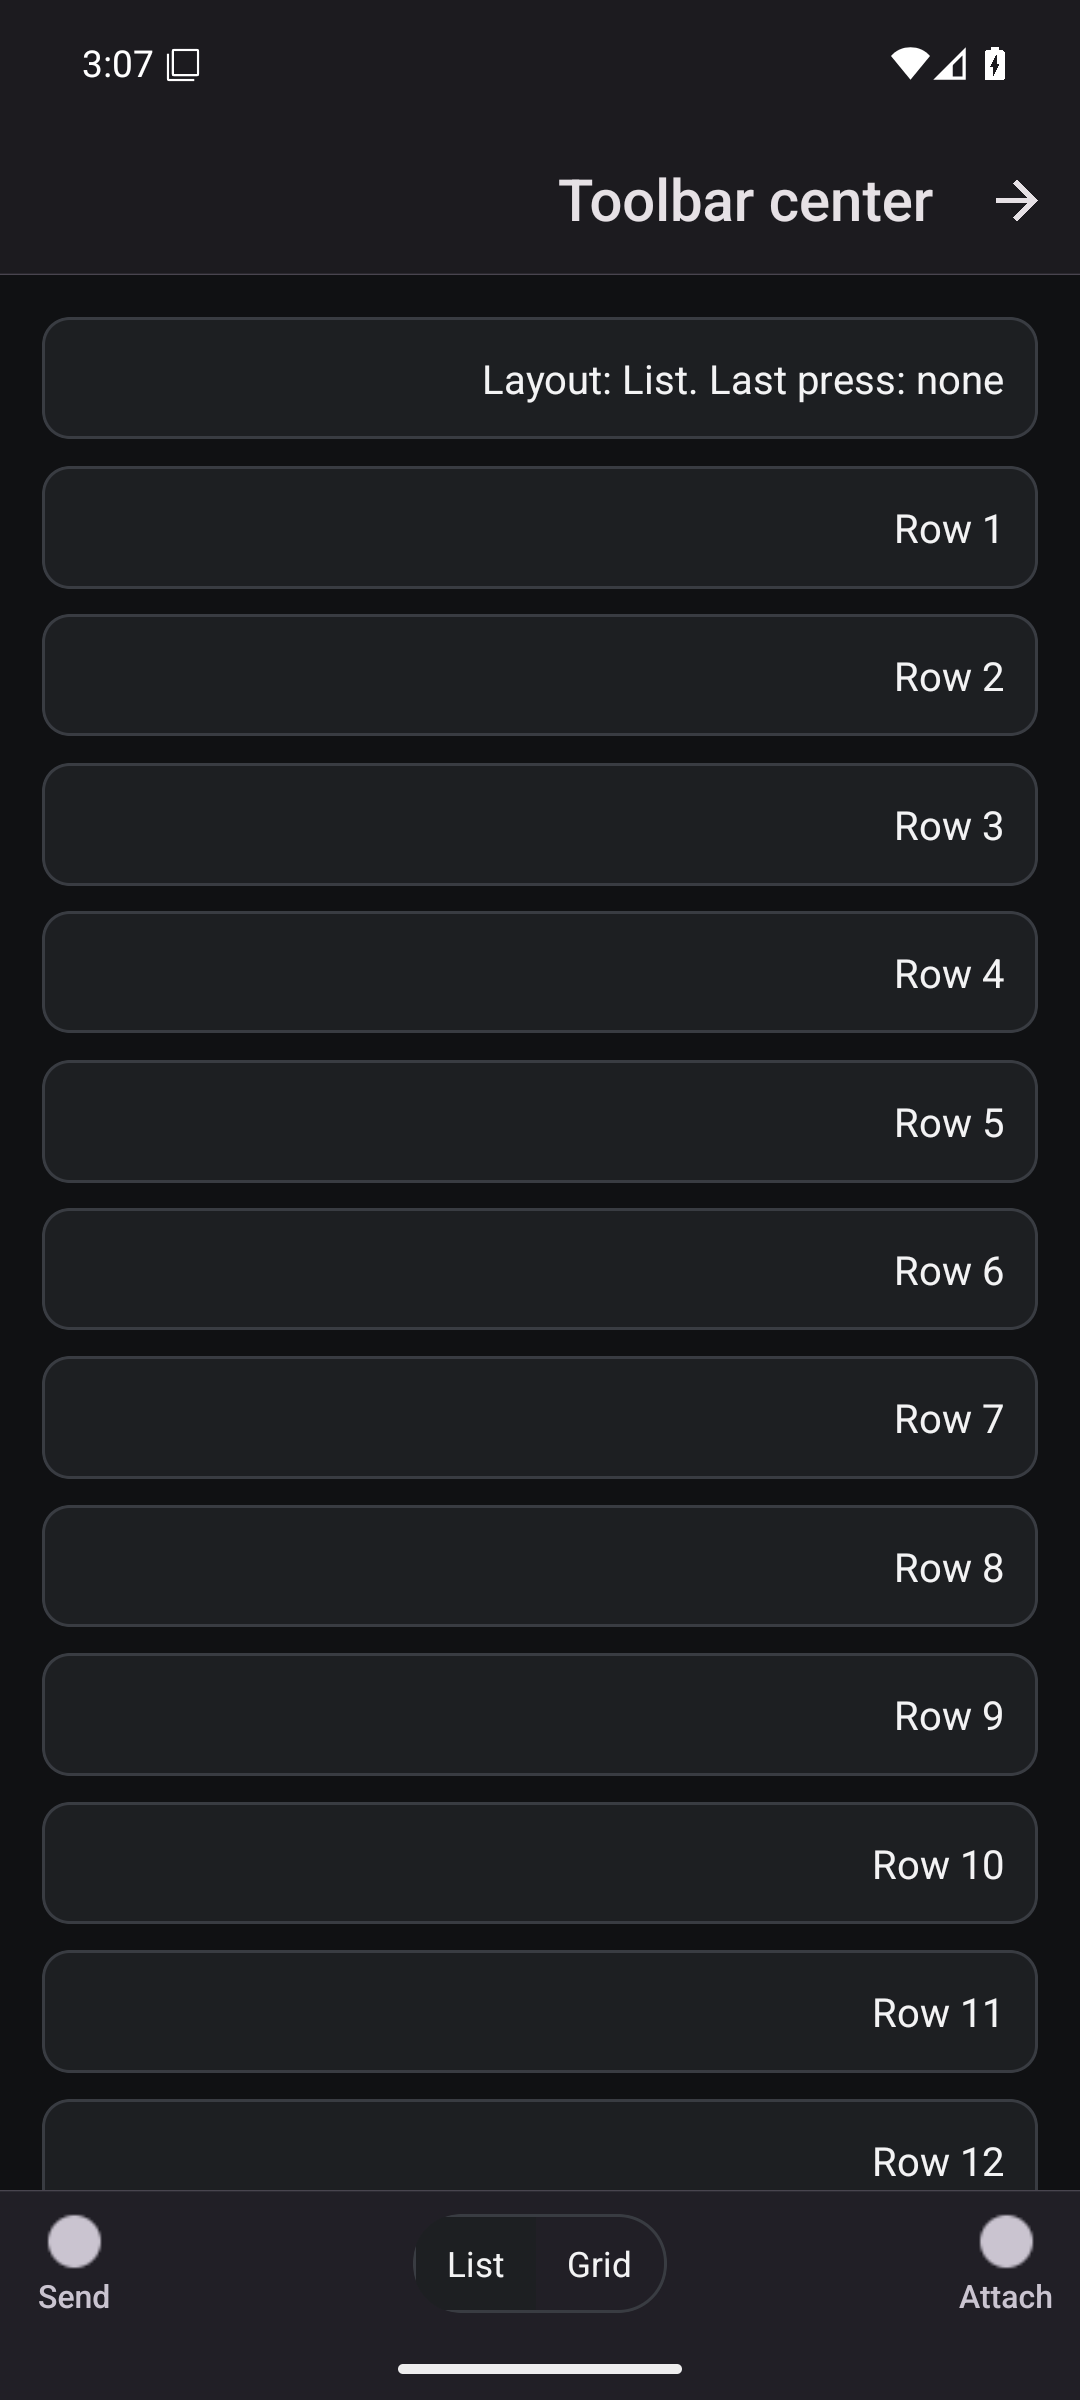 3:07
Toolbar center
Layout: List. Last press: none
Row 1
Row 2
Row 3
Row 4
Row 5
Row 6
Row 7
Row 8
Row 9
Row 10
Row 11
Row 12
Send
List
Grid
Attach